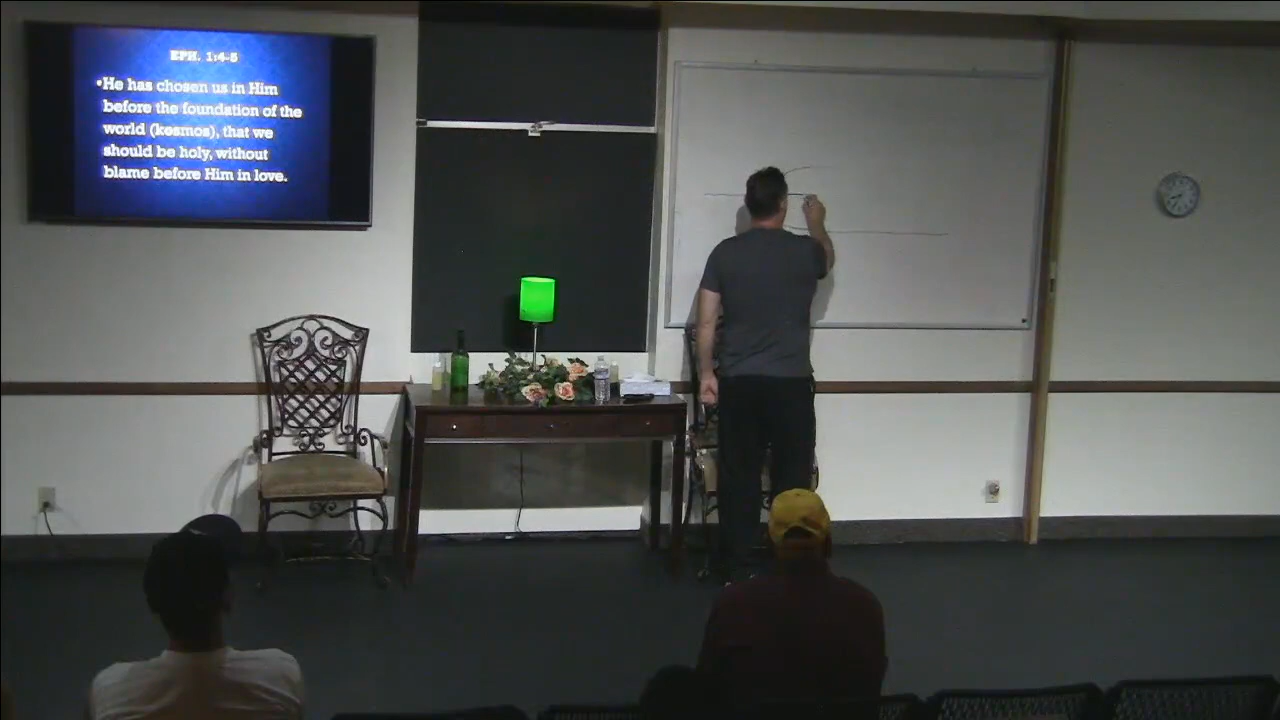 EPH. 1:4-5
•He has chosen us in Him
before the foundation of the
world (kosmos), that we
should be holy, without
blame before Him in love.